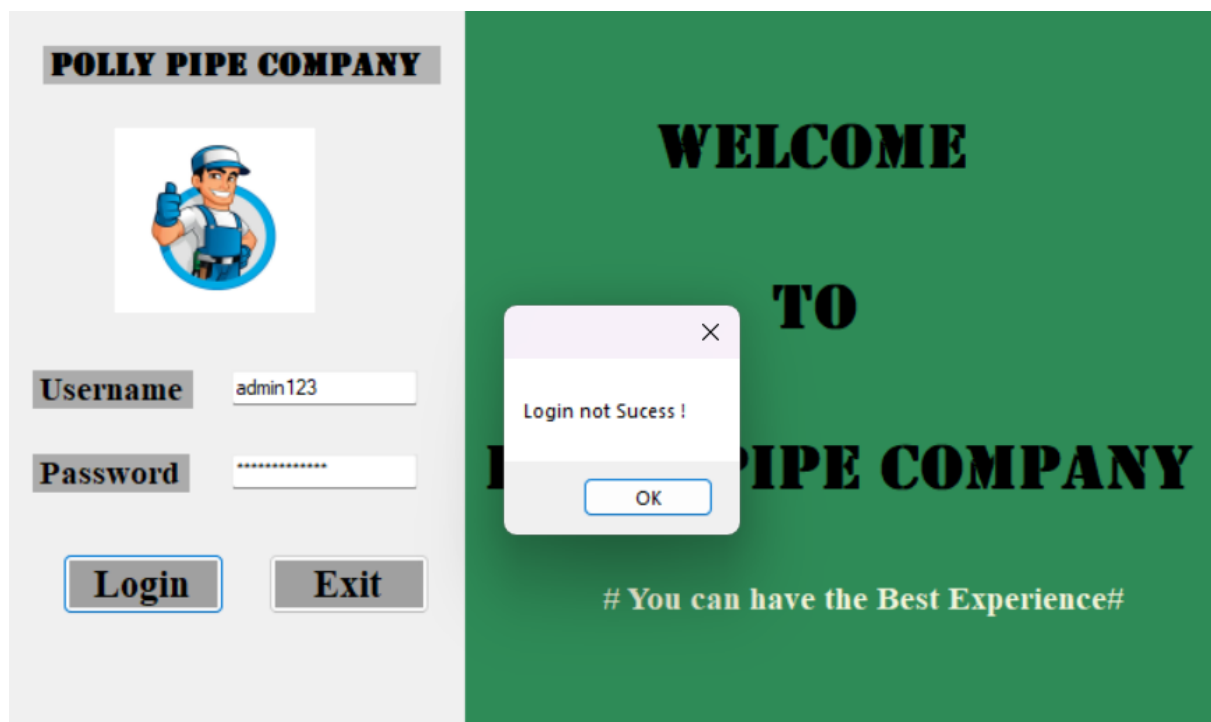 POLLY PIPE COMPANY
Username admin123
Password *************
Login Exit
WELCOME
TO
PIPE COMPANY
# You can have the Best Experience#
Login not Sucess !
OK